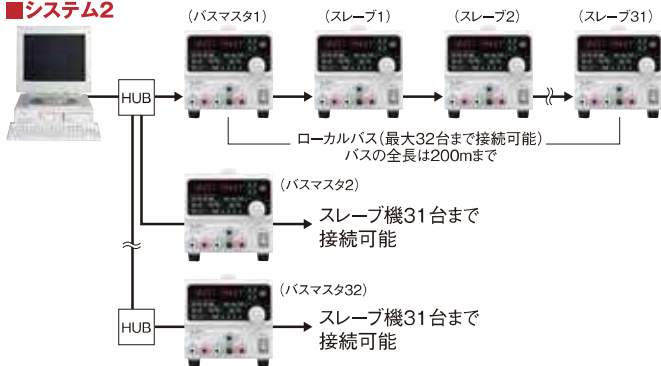 ■システム2
(バスマスタ1)
(スレーブ1)
(スレーブ2)
(スレーブ31)
HUB
ローカルバス(最大32台まで接続可能)
バスの全長は200mまで
(バスマスタ2)
スレーブ機31台まで
接続可能
(バスマスタ32)
HUB
スレーブ機31台まで
接続可能